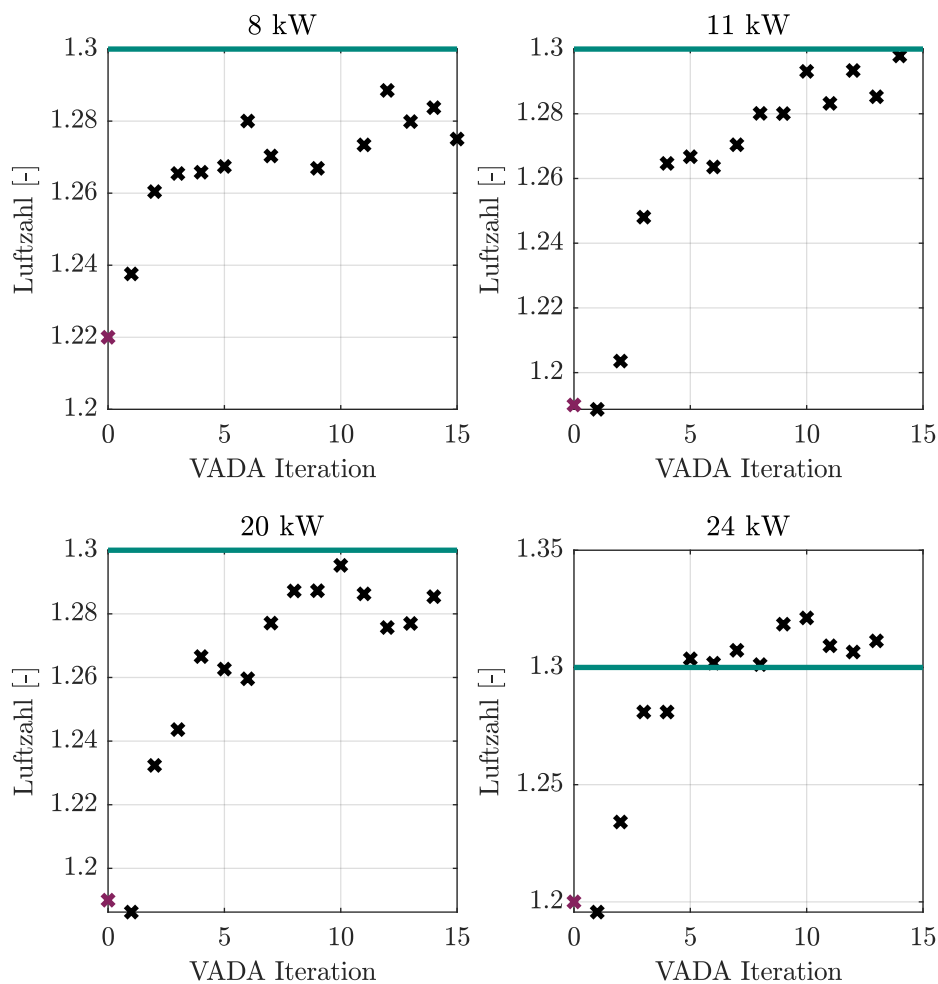 8 kW
1.3
1.28
1.26
1.24
1.22
1.2
Luftzahl [-]
0 5 10 15
VADA Iteration
11 kW
1.3
1.28
1.26
1.24
1.22
1.2
Luftzahl [-]
0 5 10 15
VADA Iteration
20 kW
1.3
1.28
1.26
1.24
1.22
1.2
Luftzahl [-]
0 5 10 15
VADA Iteration
24 kW
1.35
1.3
1.25
1.2
Luftzahl [-]
0 5 10 15
VADA Iteration